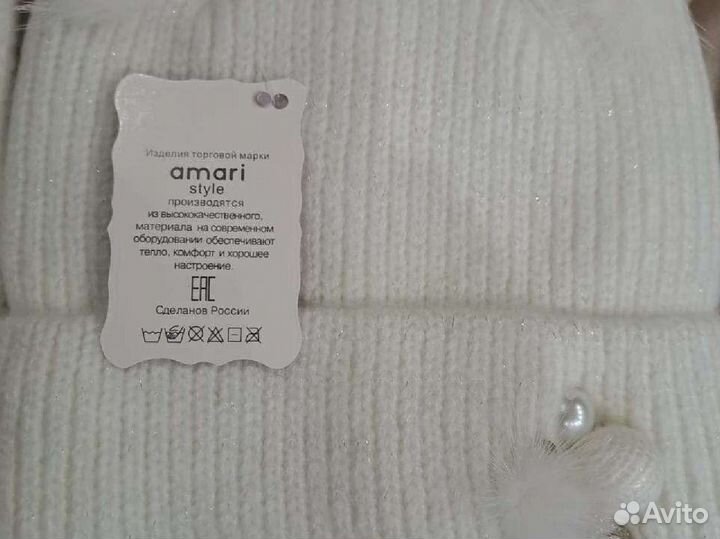 Изделия торговой марки
amari
style
производятся
из высококачественного,
материала на современном
оборудовании обеспечивают
тепло, комфорт и хорошее
настроение.
ЕАС
Сделанов России
Avito